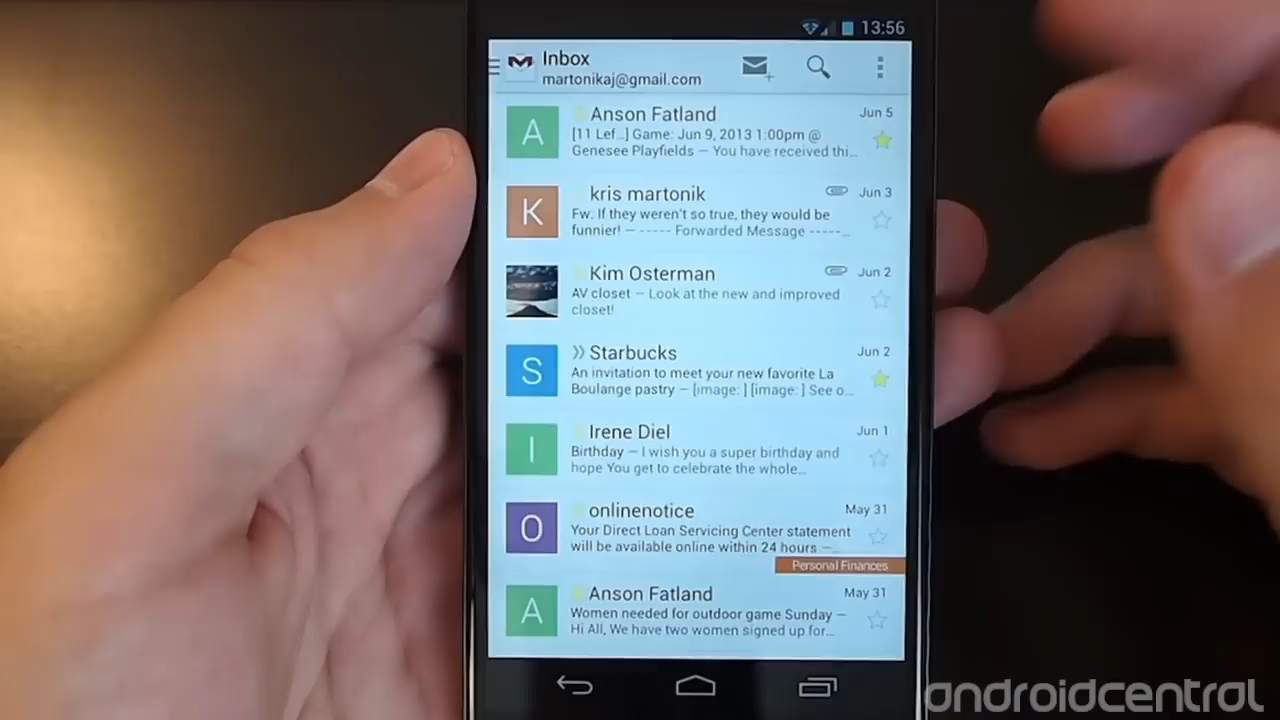 13:56
Inbox
martonikaj@gmail.com
A
Anson Fatland
Jun 5
[11 Lef...] Game: Jun 9, 2013 1:00pm @
Genesee Playfields – You have received thi...
K
kris martonik
Jun 3
Fw: If they weren't so true, they would be
funnier! – ----- Forwarded Message -----...
Kim Osterman
Jun 2
AV closet – Look at the new and improved
closet!
S
» Starbucks
Jun 2
An invitation to meet your new favorite La
Boulange pastry – [image: ] [image: ] See o...
I
Irene Diel
Jun 1
Birthday – I wish you a super birthday and
hope You get to celebrate the whole...
O
onlinenotice
May 31
Your Direct Loan Servicing Center statement
will be available online within 24 hours –
Personal Finances
A
Anson Fatland
May 31
Women needed for outdoor game Sunday –
Hi All, We have two women signed up for...
androidcentral